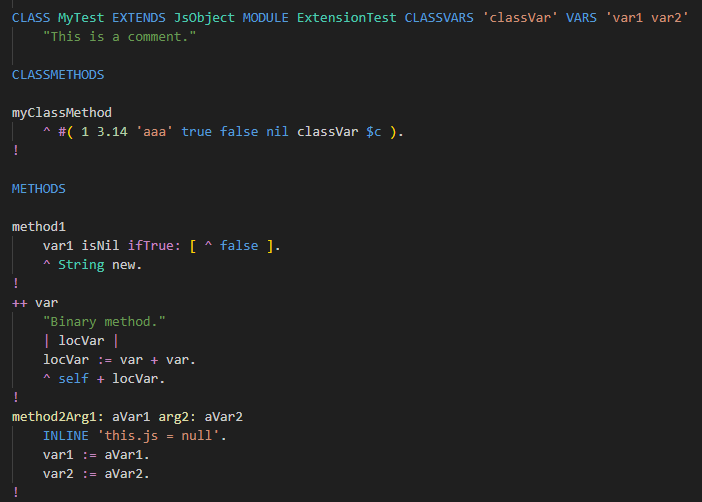 CLASS MyTest EXTENDS JsObject MODULE ExtensionTest CLASSVARS 'classVar' VARS 'var1 var2'
"This is a comment."
CLASSMETHODS
myClassMethod
^ #( 1 3.14 'aaa' true false nil classVar $c ).
!
METHODS
method1
var1 isNil ifTrue: [ ^ false ].
^ String new.
!
++ var
"Binary method."
| locVar |
locVar := var + var.
^ self + locVar.
!
method2Arg1: aVar1 arg2: aVar2
INLINE 'this.js = null'.
var1 := aVar1.
var2 := aVar2.
!